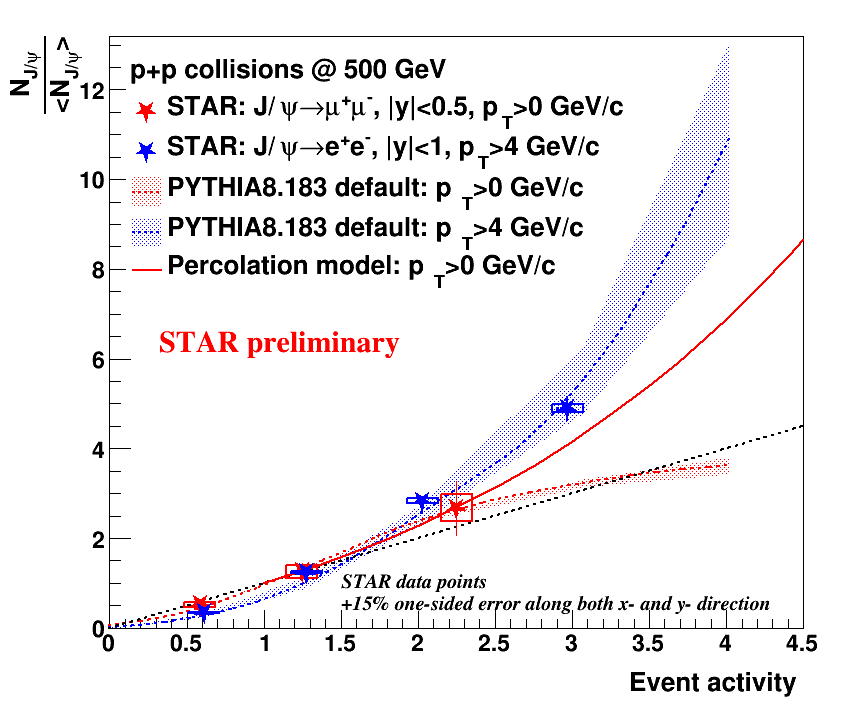 N_J/ψ
<N_J/ψ>
p+p collisions @ 500 GeV
STAR: J/ψ→μ⁺μ⁻, |y|<0.5, p_T>0 GeV/c
STAR: J/ψ→e⁺e⁻, |y|<1, p_T>4 GeV/c
PYTHIA8.183 default: p_T>0 GeV/c
PYTHIA8.183 default: p_T>4 GeV/c
Percolation model: p_T>0 GeV/c
STAR preliminary
STAR data points
+15% one-sided error along both x- and y- direction
12
10
8
6
4
2
0
0 0.5 1 1.5 2 2.5 3 3.5 4 4.5
Event activity